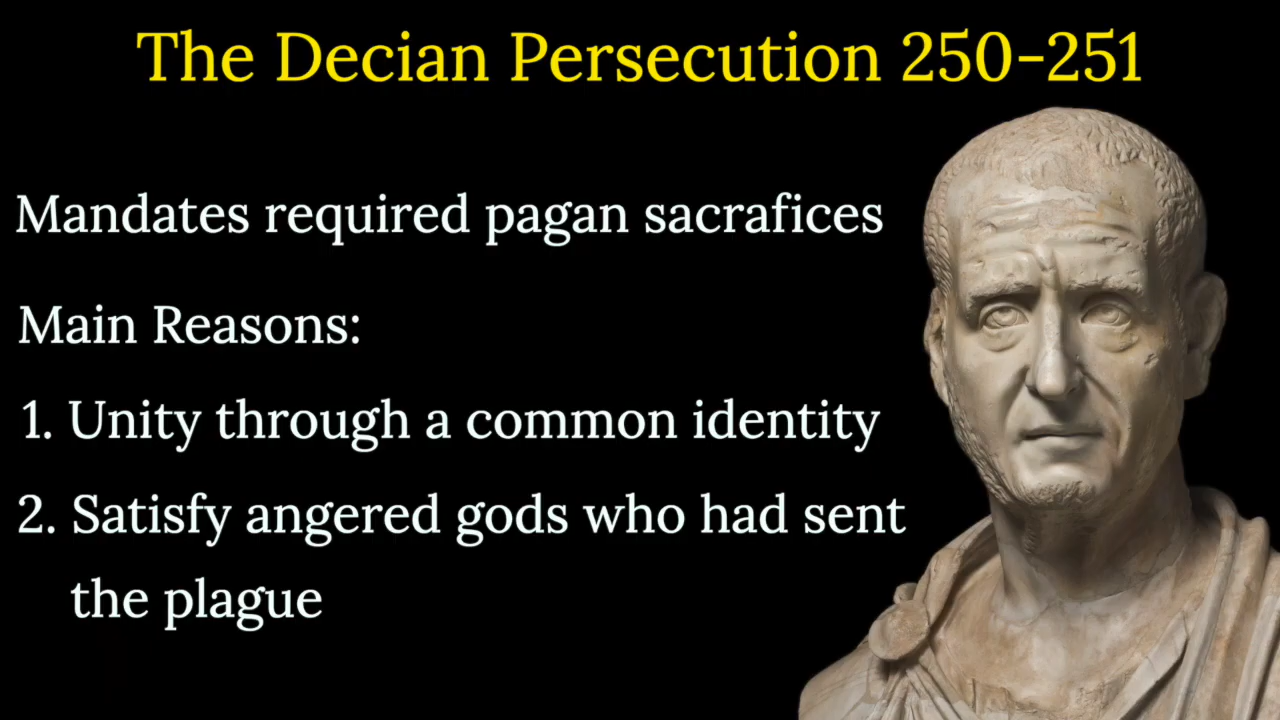 The Decian Persecution 250-251
Mandates required pagan sacrafices
Main Reasons:
1. Unity through a common identity
2. Satisfy angered gods who had sent
the plague